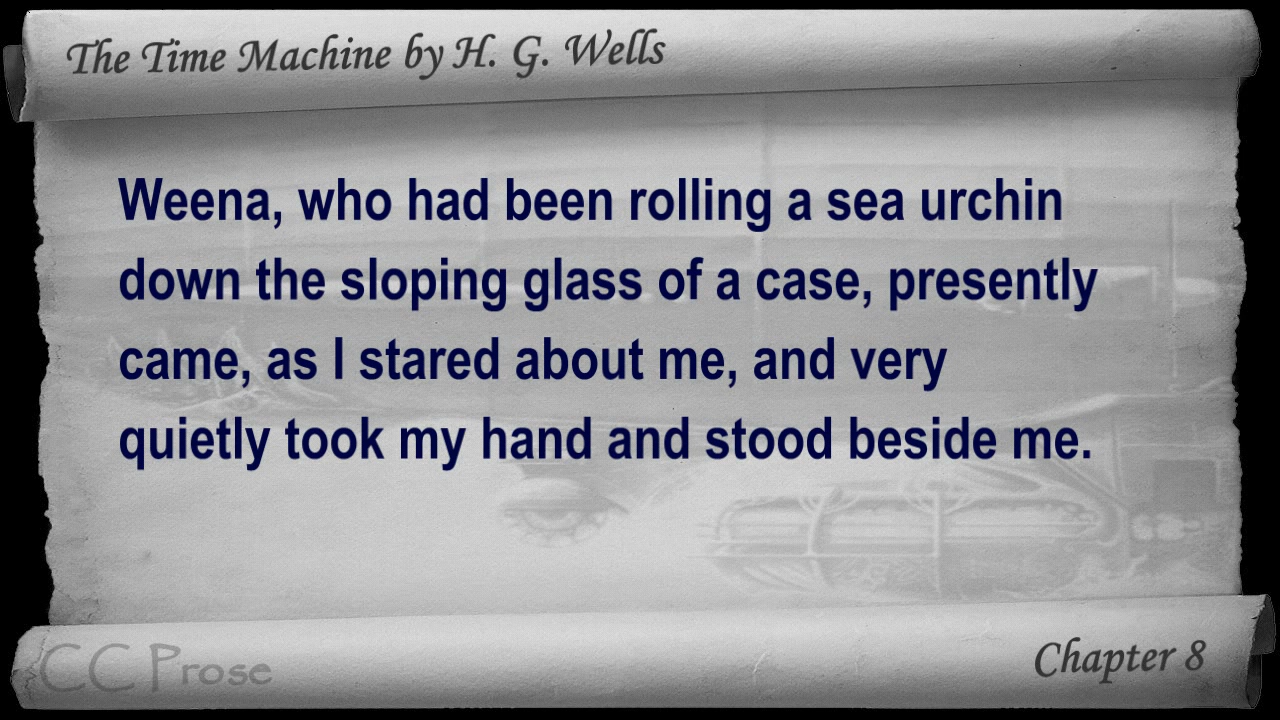 The Time Machine by H. G. Wells
Weena, who had been rolling a sea urchin
down the sloping glass of a case, presently
came, as I stared about me, and very
quietly took my hand and stood beside me.
CC Prose
Chapter 8